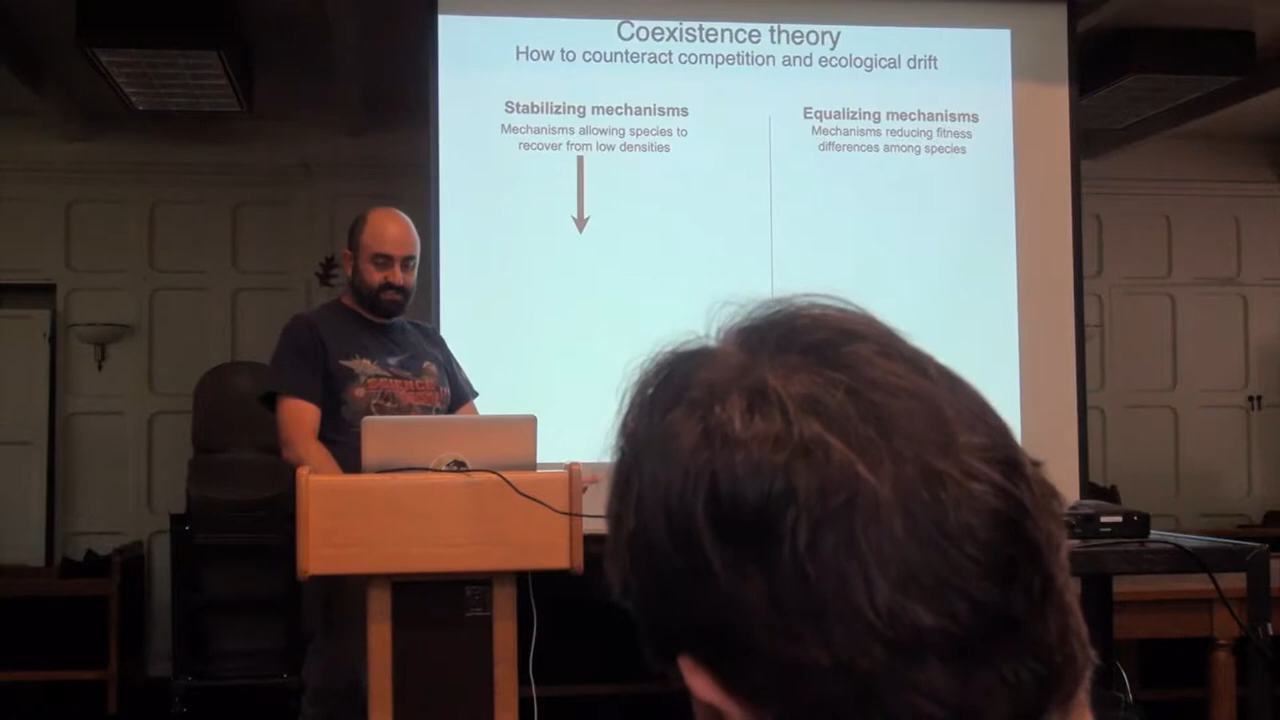 Coexistence theory
How to counteract competition and ecological drift
Stabilizing mechanisms
Mechanisms allowing species to
recover from low densities
Equalizing mechanisms
Mechanisms reducing fitness
differences among species
SCIENCE